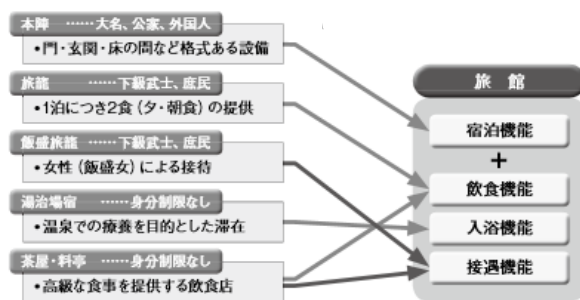 本陣 ……大名、公家、外国人
・門・玄関・床の間など格式ある設備
旅籠 ……下級武士、庶民
・1泊につき2食(夕・朝食)の提供
飯盛旅籠 ……下級武士、庶民
・女性(飯盛女)による接待
湯治場宿 ……身分制限なし
・温泉での療養を目的とした滞在
茶屋・料亭 ……身分制限なし
・高級な食事を提供する飲食店
旅館
宿泊機能
+
飲食機能
入浴機能
接遇機能